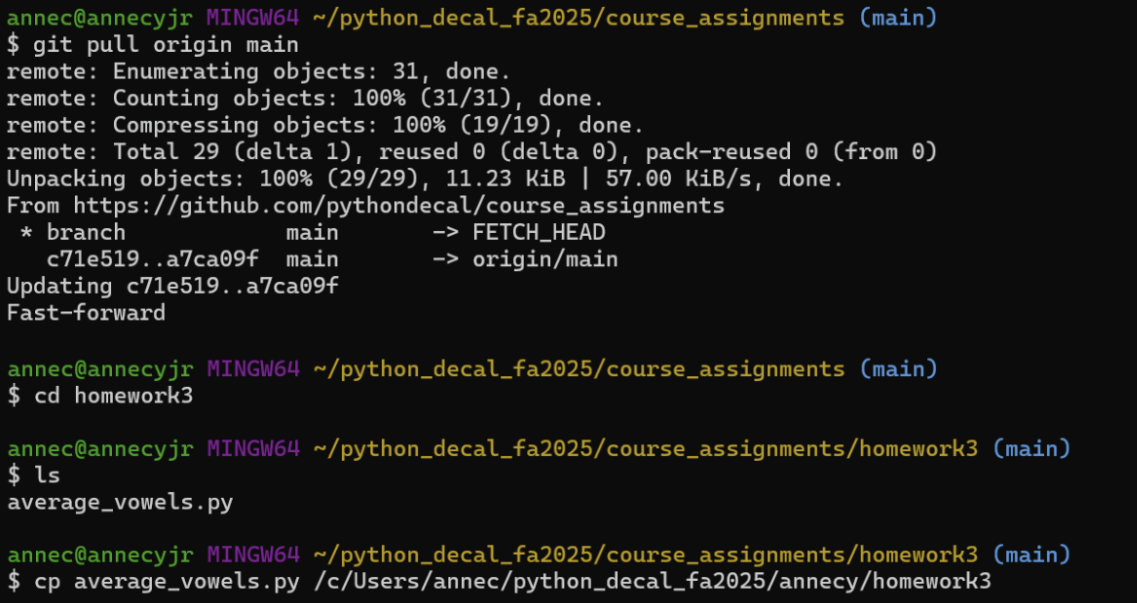 annec@annecyjr MINGW64 ~/python_decal_fa2025/course_assignments (main)
$ git pull origin main
remote: Enumerating objects: 31, done.
remote: Counting objects: 100% (31/31), done.
remote: Compressing objects: 100% (19/19), done.
remote: Total 29 (delta 1), reused 0 (delta 0), pack-reused 0 (from 0)
Unpacking objects: 100% (29/29), 11.23 KiB | 57.00 KiB/s, done.
From https://github.com/pythondecal/course_assignments
 * branch            main       -> FETCH_HEAD
   c71e519..a7ca09f  main       -> origin/main
Updating c71e519..a7ca09f
Fast-forward
annec@annecyjr MINGW64 ~/python_decal_fa2025/course_assignments (main)
$ cd homework3
annec@annecyjr MINGW64 ~/python_decal_fa2025/course_assignments/homework3 (main)
$ ls
average_vowels.py
annec@annecyjr MINGW64 ~/python_decal_fa2025/course_assignments/homework3 (main)
$ cp average_vowels.py /c/Users/annec/python_decal_fa2025/annecy/homework3